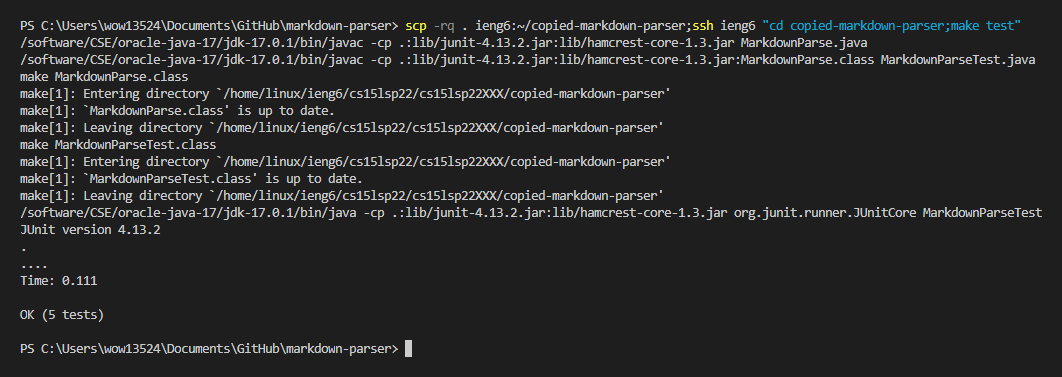 PS C:\Users\wow13524\Documents\GitHub\markdown-parser> scp -rq . ieng6:~/copied-markdown-parser;ssh ieng6 "cd copied-markdown-parser;make test"
/software/CSE/oracle-java-17/jdk-17.0.1/bin/javac -cp .:lib/junit-4.13.2.jar:lib/hamcrest-core-1.3.jar MarkdownParse.java
/software/CSE/oracle-java-17/jdk-17.0.1/bin/javac -cp .:lib/junit-4.13.2.jar:lib/hamcrest-core-1.3.jar:MarkdownParse.class MarkdownParseTest.java
make MarkdownParse.class
make[1]: Entering directory `/home/linux/ieng6/cs15lsp22/cs15lsp22XXX/copied-markdown-parser'
make[1]: `MarkdownParse.class' is up to date.
make[1]: Leaving directory `/home/linux/ieng6/cs15lsp22/cs15lsp22XXX/copied-markdown-parser'
make MarkdownParseTest.class
make[1]: Entering directory `/home/linux/ieng6/cs15lsp22/cs15lsp22XXX/copied-markdown-parser'
make[1]: `MarkdownParseTest.class' is up to date.
make[1]: Leaving directory `/home/linux/ieng6/cs15lsp22/cs15lsp22XXX/copied-markdown-parser'
/software/CSE/oracle-java-17/jdk-17.0.1/bin/java -cp .:lib/junit-4.13.2.jar:lib/hamcrest-core-1.3.jar org.junit.runner.JUnitCore MarkdownParseTest
JUnit version 4.13.2
.
....
Time: 0.111
OK (5 tests)
PS C:\Users\wow13524\Documents\GitHub\markdown-parser>